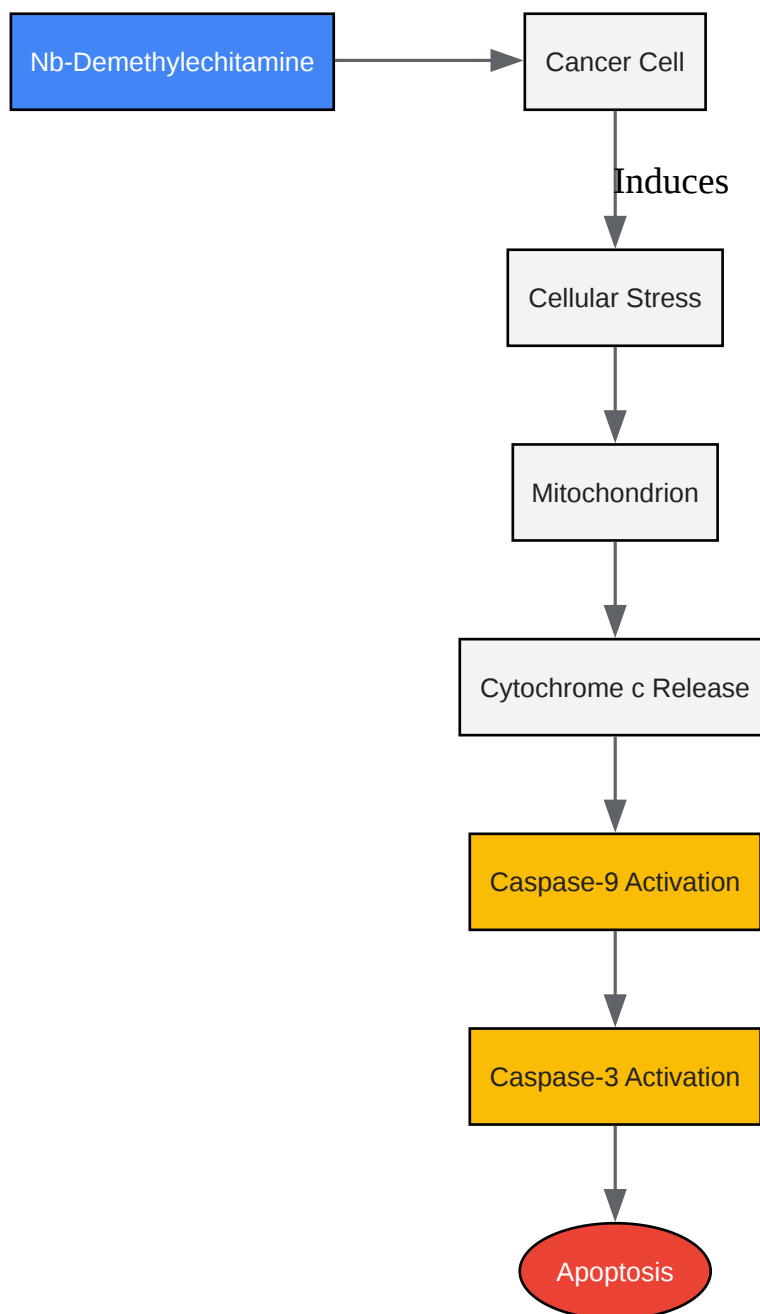 Nb-Demethylechitamine
Cancer Cell
Induces
Cellular Stress
Mitochondrion
Cytochrome c Release
Caspase-9 Activation
Caspase-3 Activation
Apoptosis